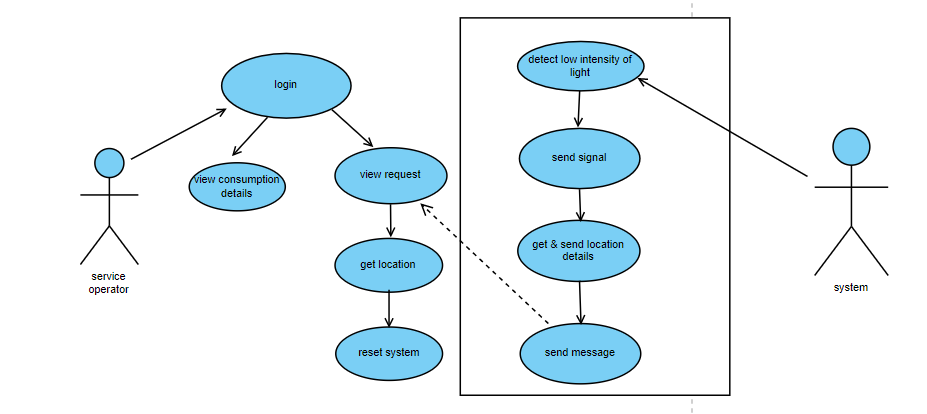 login
view consumption
details
view request
get location
reset system
service
operator
detect low intensity of
light
send signal
get & send location
details
send message
system